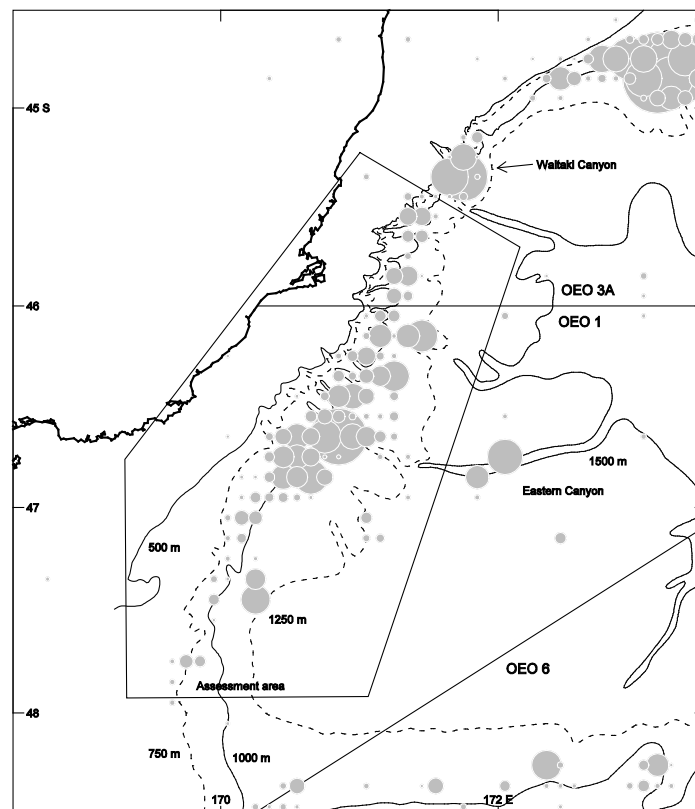 45 S
Waitaki Canyon
OEO 3A
46
OEO 1
1500 m
Eastern Canyon
47
500 m
1250 m
OEO 6
Assessment area
48
750 m
1000 m
170
172 E